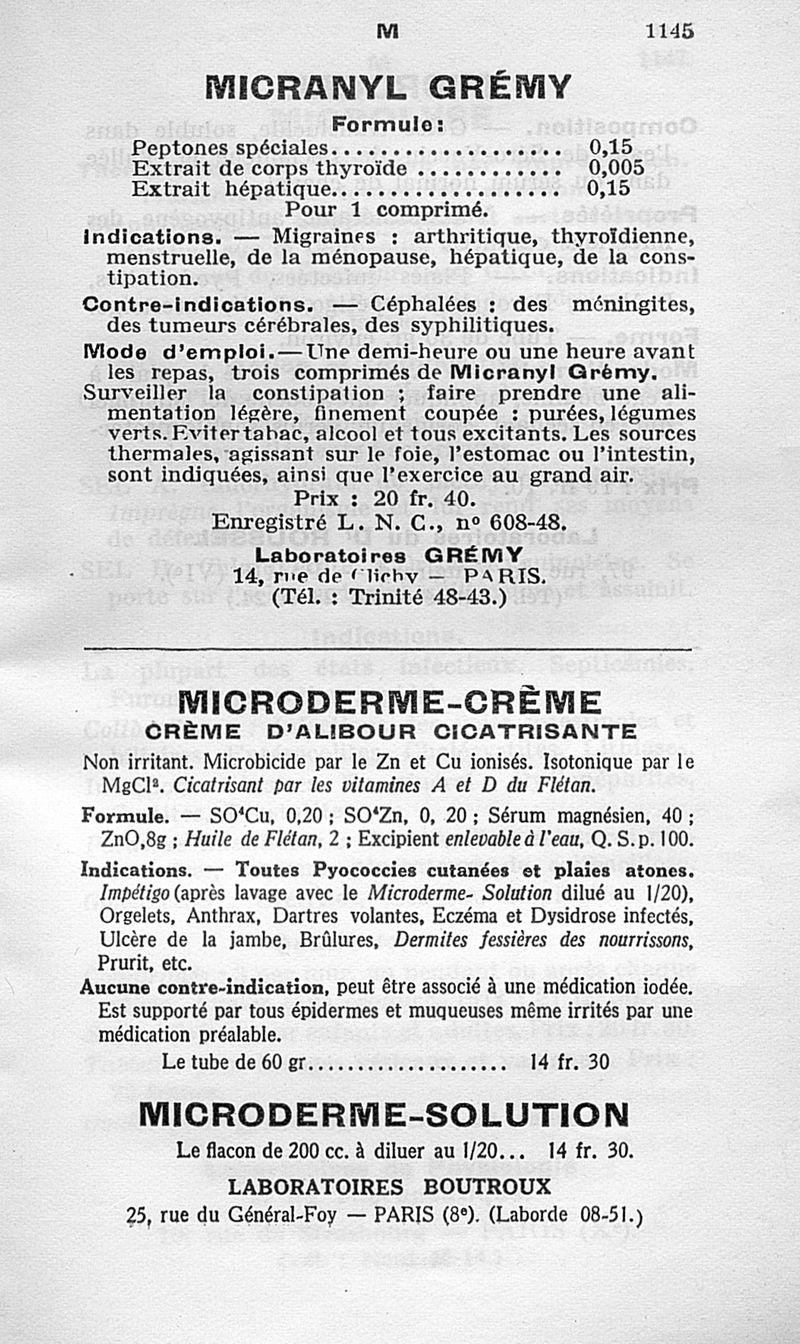 M 1145
MICRANYL GRÉMY
Formule:
Peptones spéciales................... 0,15
Extrait de corps thyroïde ............ 0,005
Extrait hépatique.................... 0,15
Pour 1 comprimé.
Indications. — Migraines : arthritique, thyroïdienne,
menstruelle, de la ménopause, hépatique, de la cons-
tipation.
Contre-indications. — Céphalées : des méningites,
des tumeurs cérébrales, des syphilitiques.
Mode d'emploi.— Une demi-heure ou une heure avant
les repas, trois comprimés de Micranyl Grémy.
Surveiller la constipation ; faire prendre une ali-
mentation légère, finement coupée : purées, légumes
verts. Eviter tabac, alcool et tous excitants. Les sources
thermales, agissant sur le foie, l'estomac ou l'intestin,
sont indiquées, ainsi que l'exercice au grand air.
Prix : 20 fr. 40.
Enregistré L. N. C., nº 608-48.
Laboratoires GRÉMY
14, rue de Clichy — PARIS.
(Tél. : Trinité 48-43.)
MICRODERME-CRÈME
CRÈME D'ALIBOUR CICATRISANTE
Non irritant. Microbicide par le Zn et Cu ionisés. Isotonique par le
MgCl². Cicatrisant par les vitamines A et D du Flétan.
Formule. — SO⁴Cu, 0,20 ; SO⁴Zn, 0, 20 ; Sérum magnésien, 40 ;
ZnO,8g ; Huile de Flétan, 2 ; Excipient enlevable à l'eau, Q. S. p. 100.
Indications. — Toutes Pyococcies cutanées et plaies atones.
Impétigo (après lavage avec le Microderme- Solution dilué au 1/20),
Orgelets, Anthrax, Dartres volantes, Eczéma et Dysidrose infectés,
Ulcère de la jambe, Brûlures, Dermites fessières des nourrissons,
Prurit, etc.
Aucune contre-indication, peut être associé à une médication iodée.
Est supporté par tous épidermes et muqueuses même irrités par une
médication préalable.
Le tube de 60 gr.................... 14 fr. 30
MICRODERME-SOLUTION
Le flacon de 200 cc. à diluer au 1/20... 14 fr. 30.
LABORATOIRES BOUTROUX
25, rue du Général-Foy — PARIS (8ᵉ). (Laborde 08-51.)